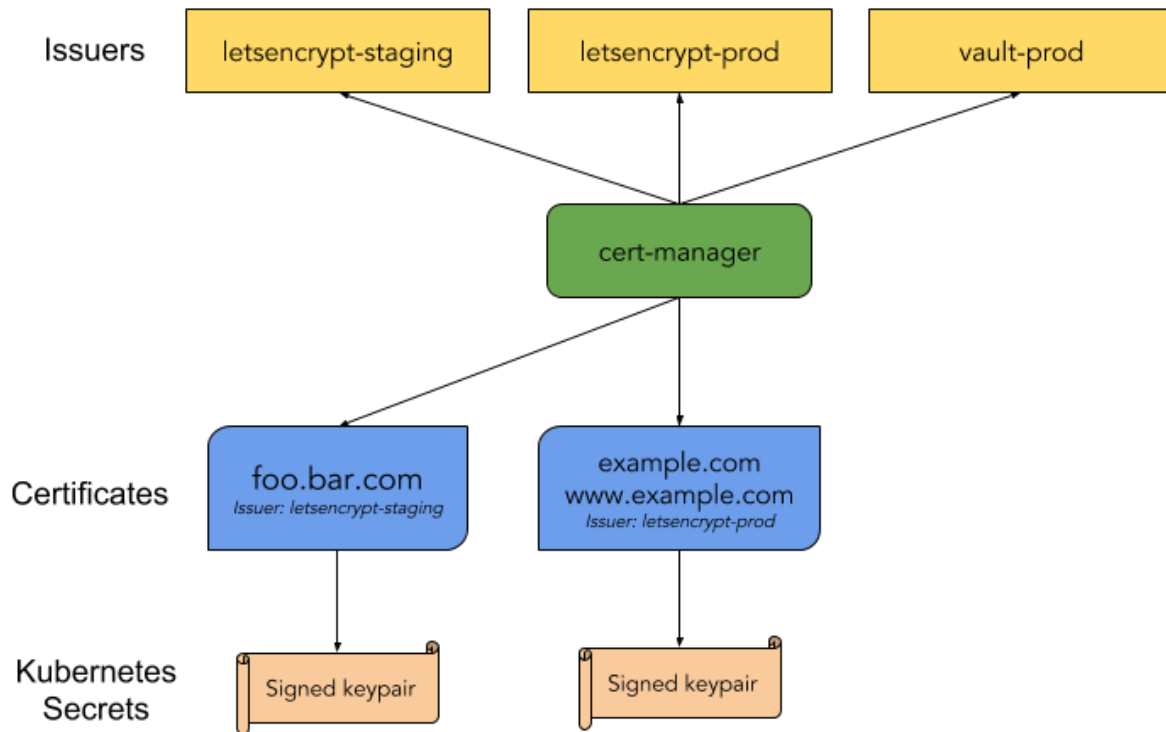 Issuers
letsencrypt-staging
letsencrypt-prod
vault-prod
cert-manager
Certificates
foo.bar.com
Issuer: letsencrypt-staging
example.com
www.example.com
Issuer: letsencrypt-prod
Kubernetes
Secrets
Signed keypair
Signed keypair